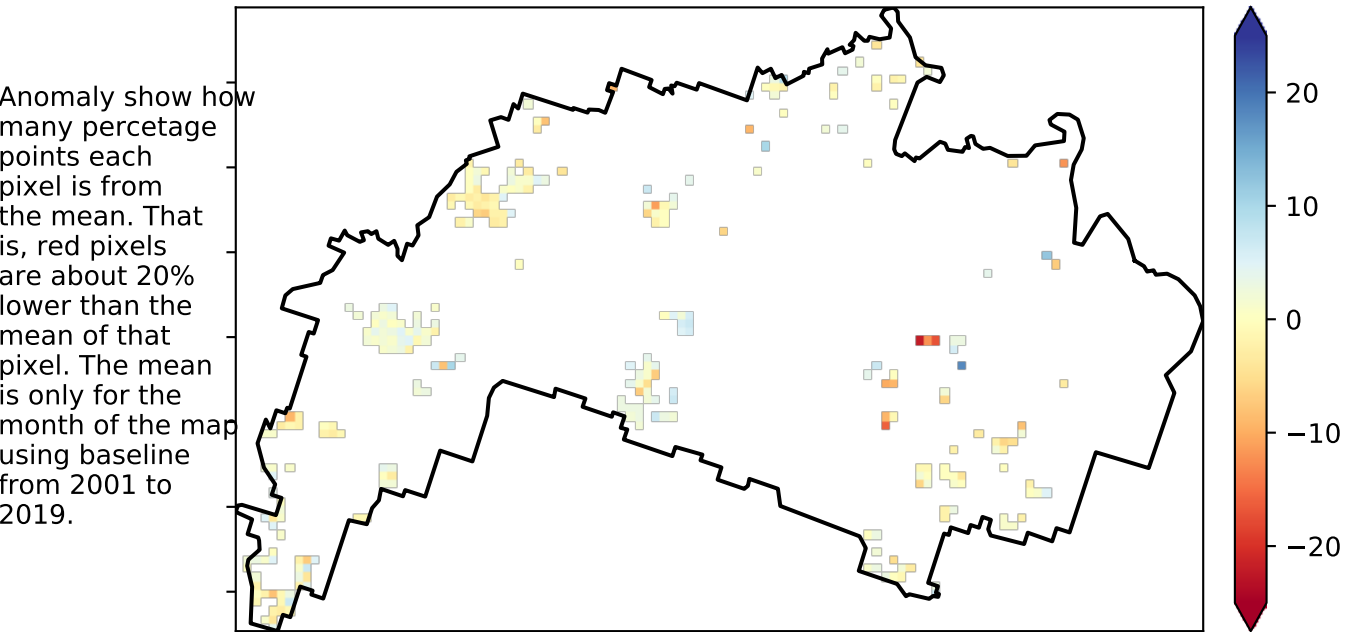 Anomaly show how
many percetage
points each
pixel is from
the mean. That
is, red pixels
are about 20%
lower than the
mean of that
pixel. The mean
is only for the
month of the map
using baseline
from 2001 to
2019.
20
10
0
−10
−20